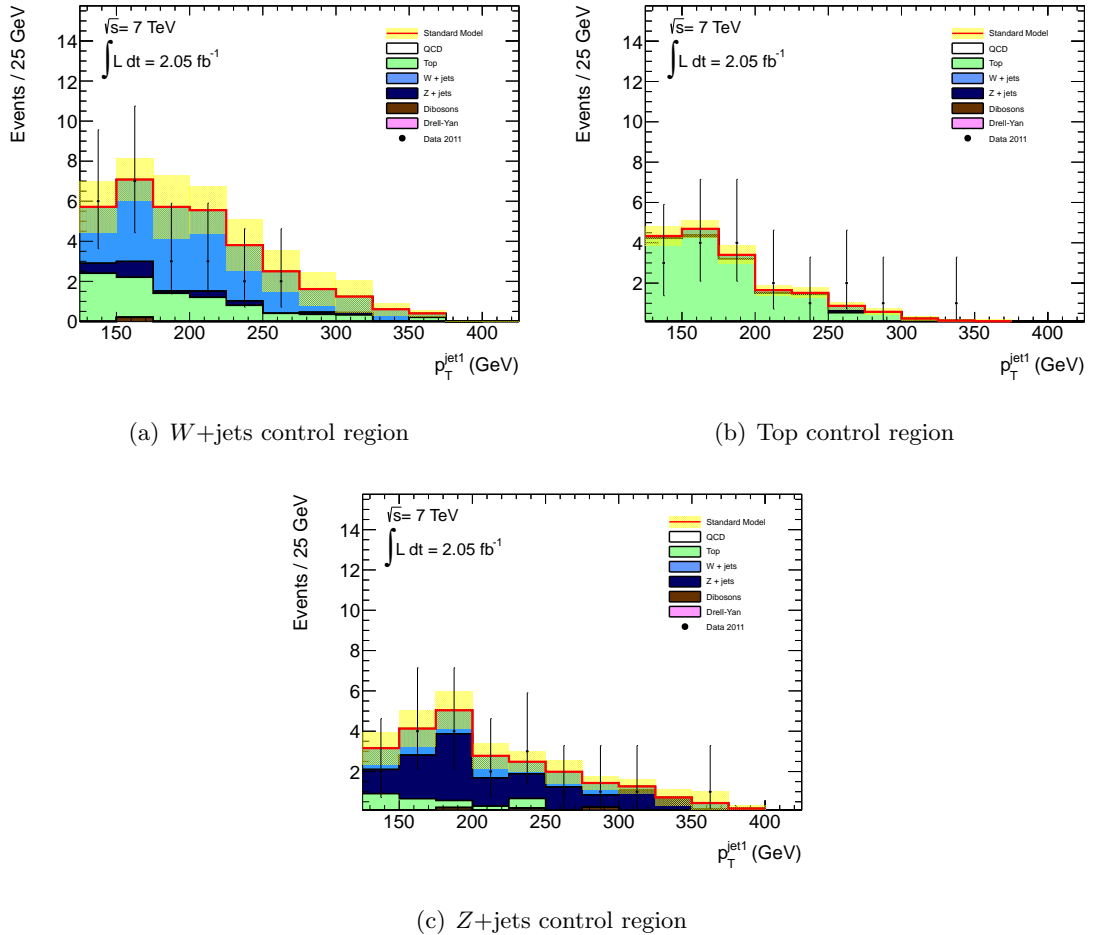 √s= 7 TeV
∫ L dt = 2.05 fb⁻¹
Events / 25 GeV
14
12
10
8
6
4
2
0
Standard Model
QCD
Top
W + jets
Z + jets
Dibosons
Drell-Yan
Data 2011
150 200 250 300 350 400
p_T^jet1 (GeV)
(a) W+jets control region
√s= 7 TeV
∫ L dt = 2.05 fb⁻¹
Events / 25 GeV
14
12
10
8
6
4
2
Standard Model
QCD
Top
W + jets
Z + jets
Dibosons
Drell-Yan
Data 2011
150 200 250 300 350 400
p_T^jet1 (GeV)
(b) Top control region
√s= 7 TeV
∫ L dt = 2.05 fb⁻¹
Events / 25 GeV
14
12
10
8
6
4
2
Standard Model
QCD
Top
W + jets
Z + jets
Dibosons
Drell-Yan
Data 2011
150 200 250 300 350 400
p_T^jet1 (GeV)
(c) Z+jets control region